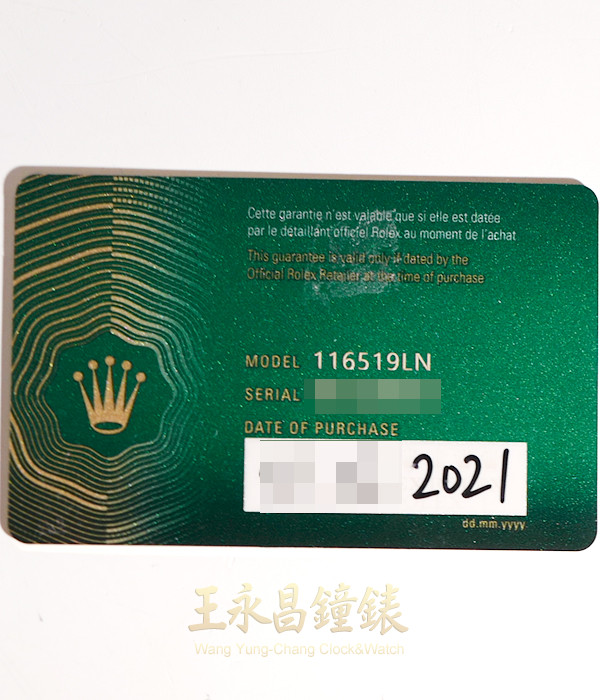 Cette garantie n'est valable que si elle est datée
par le détaillant officiel Rolex au moment de l'achat
This guarantee is valid only if dated by the
Official Rolex Retailer at the time of purchase
MODEL 116519LN
SERIAL
DATE OF PURCHASE
2021
dd.mm.yyyy
王永昌鐘錶
Wang Yung-Chang Clock&Watch